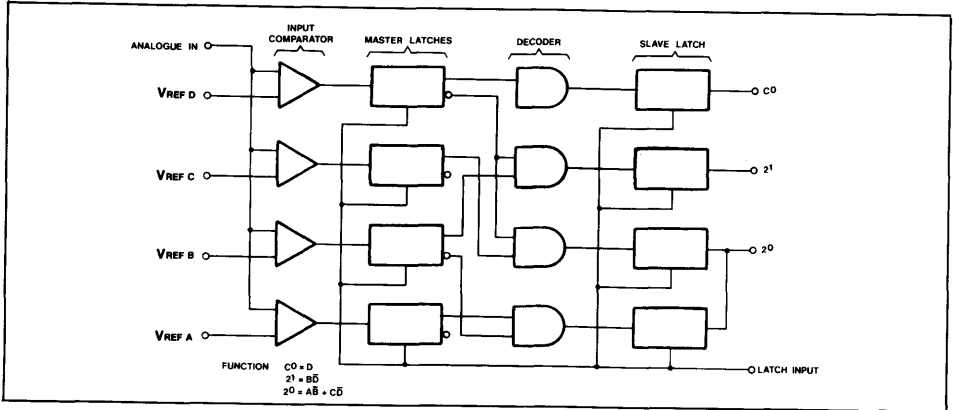 INPUT
COMPARATOR
MASTER LATCHES
DECODER
SLAVE LATCH
ANALOGUE IN
VREF D
C0
VREF C
2¹
VREF B
2⁰
VREF A
FUNCTION C⁰ = D
2¹ = BD̅
2⁰ = AB̅ + CD̅
LATCH INPUT